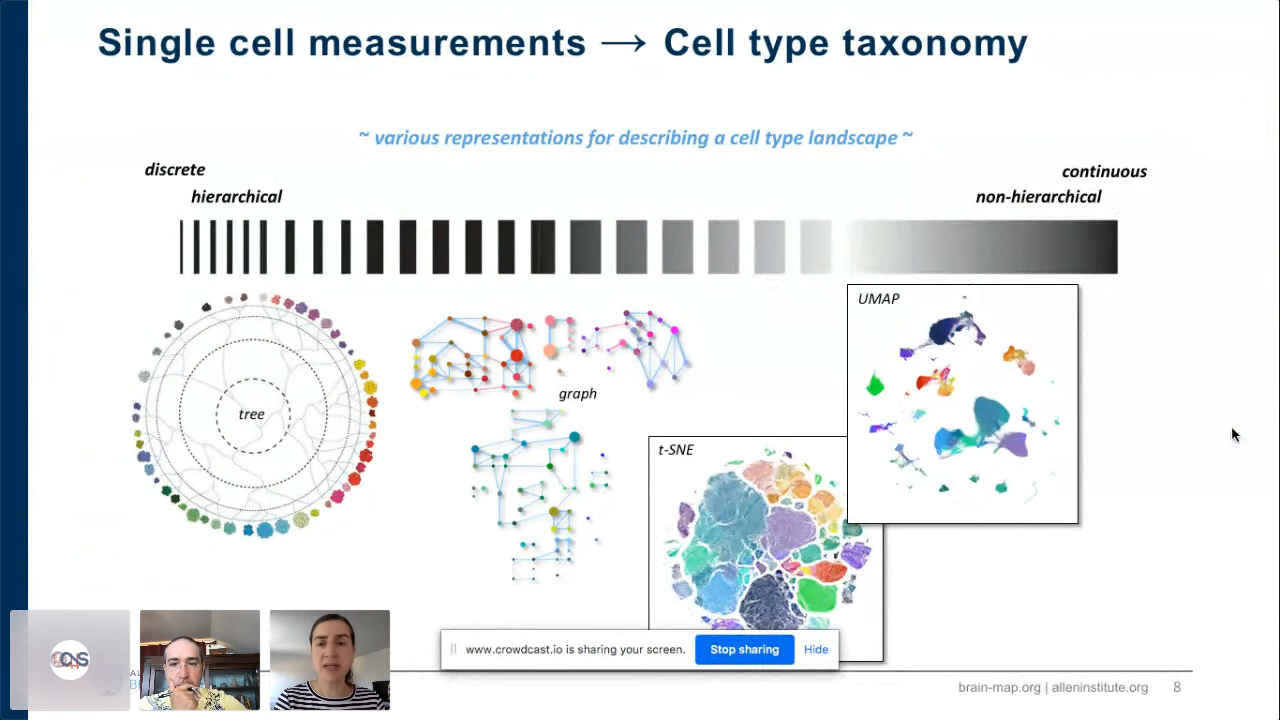 Single cell measurements → Cell type taxonomy
~ various representations for describing a cell type landscape ~
discrete
continuous
hierarchical
non-hierarchical
UMAP
graph
tree
t-SNE
www.crowdcast.io is sharing your screen.
Stop sharing
Hide
brain-map.org | alleninstitute.org
8